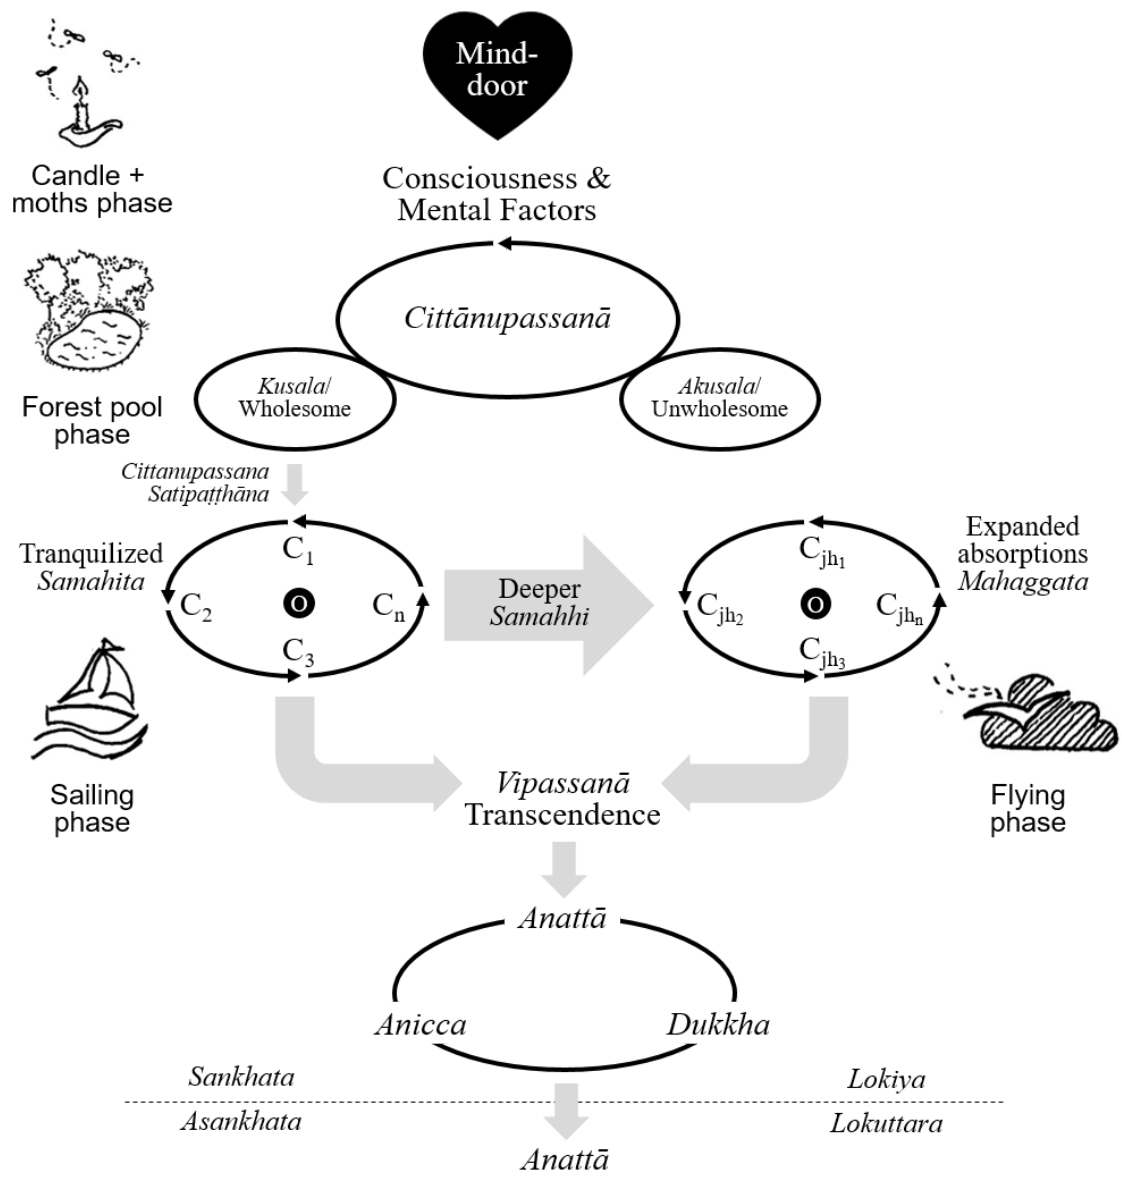 Mind-
door
Candle +
moths phase
Consciousness &
Mental Factors
Cittānupassanā
Kusala/
Wholesome
Akusala/
Unwholesome
Forest pool
phase
Cittanupassana
Satipaṭṭhāna
Tranquilized
Samahita
C1
C2
O
Cn
C3
Deeper
Samahhi
Cjh1
Cjh2
O
Cjhn
Cjh3
Expanded
absorptions
Mahaggata
Sailing
phase
Vipassanā
Transcendence
Flying
phase
Anattā
Anicca
Dukkha
Sankhata
Lokiya
Asankhata
Lokuttara
Anattā